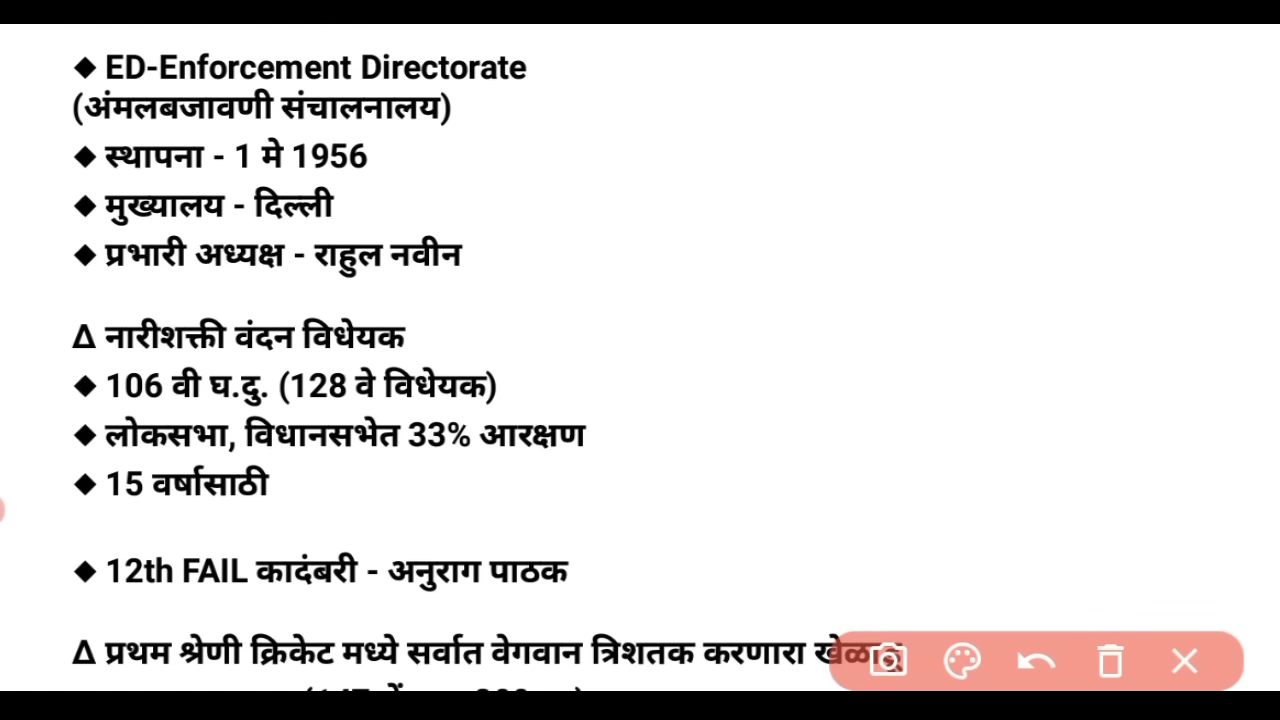 ◆ ED-Enforcement Directorate
(अंमलबजावणी संचालनालय)
◆ स्थापना - 1 मे 1956
◆ मुख्यालय - दिल्ली
◆ प्रभारी अध्यक्ष - राहुल नवीन
Δ नारीशक्ती वंदन विधेयक
◆ 106 वी घ.दु. (128 वे विधेयक)
◆ लोकसभा, विधानसभेत 33% आरक्षण
◆ 15 वर्षासाठी
◆ 12th FAIL कादंबरी - अनुराग पाठक
Δ प्रथम श्रेणी क्रिकेट मध्ये सर्वात वेगवान त्रिशतक करणारा